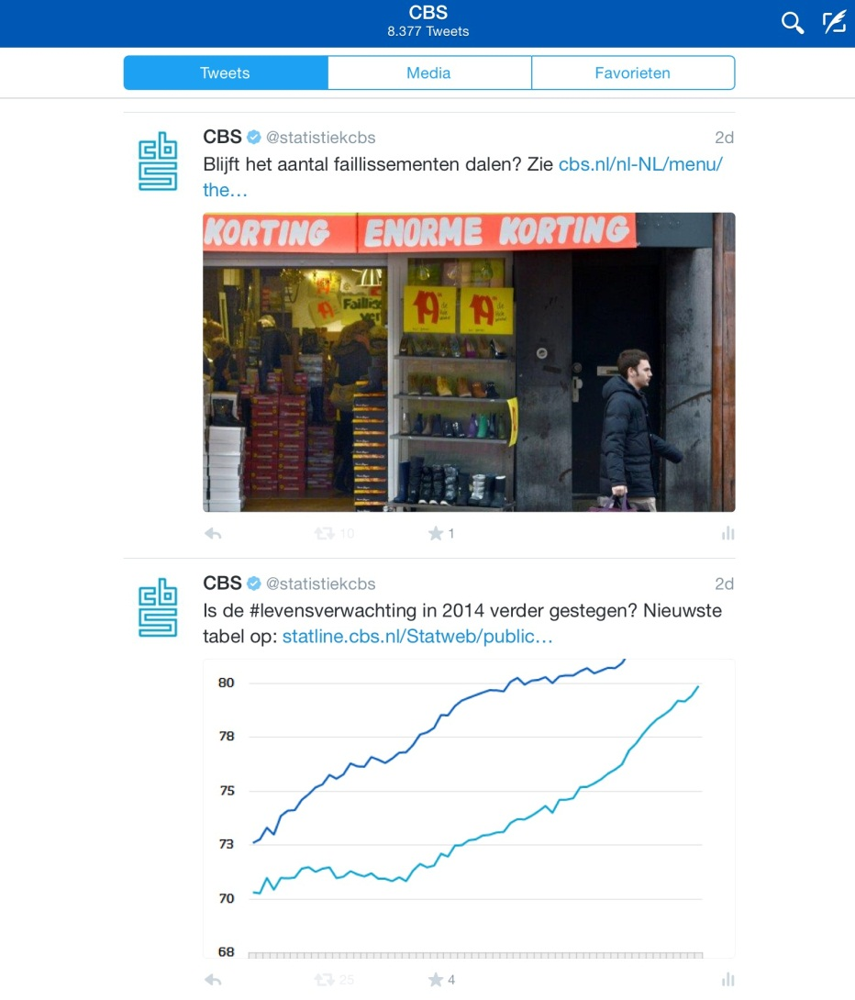 CBS
8.377 Tweets
Tweets
Media
Favorieten
CBS @statistiekcbs
2d
Blijft het aantal faillissementen dalen? Zie cbs.nl/nl-NL/menu/
the…
KORTING ENORME KORTING
19
19
10
1
CBS @statistiekcbs
2d
Is de #levensverwachting in 2014 verder gestegen? Nieuwste
tabel op: statline.cbs.nl/Statweb/public…
80
78
75
73
70
68
25
4